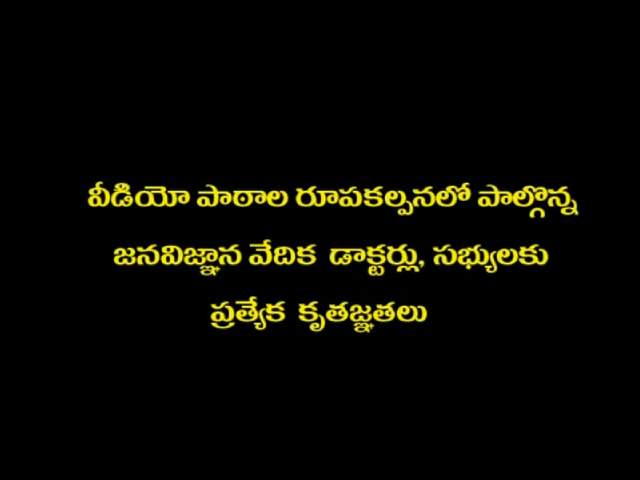 వీడియో పాఠాల రూపకల్పనలో పాల్గొన్న
జనవిజ్ఞాన వేదిక డాక్టర్లు, సభ్యులకు
ప్రత్యేక కృతజ్ఞతలు